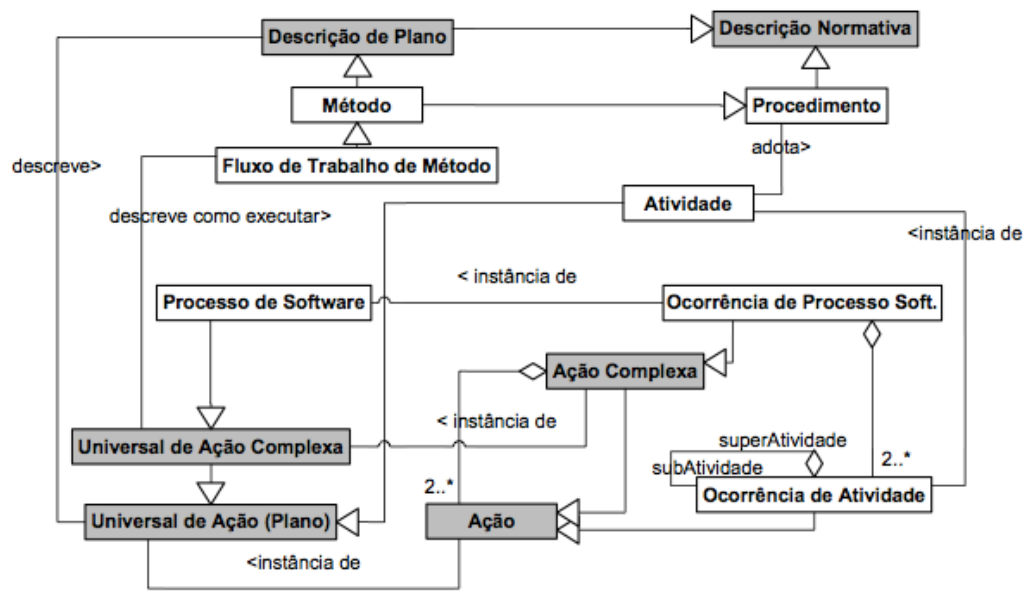 Descrição de Plano
Descrição Normativa
Método
Procedimento
adota>
descreve>
Fluxo de Trabalho de Método
Atividade
descreve como executar>
<instância de
< instância de
Processo de Software
Ocorrência de Processo Soft.
Ação Complexa
< instância de
superAtividade
Universal de Ação Complexa
subAtividade
2..*
2..*
Ocorrência de Atividade
Universal de Ação (Plano)
Ação
<instância de